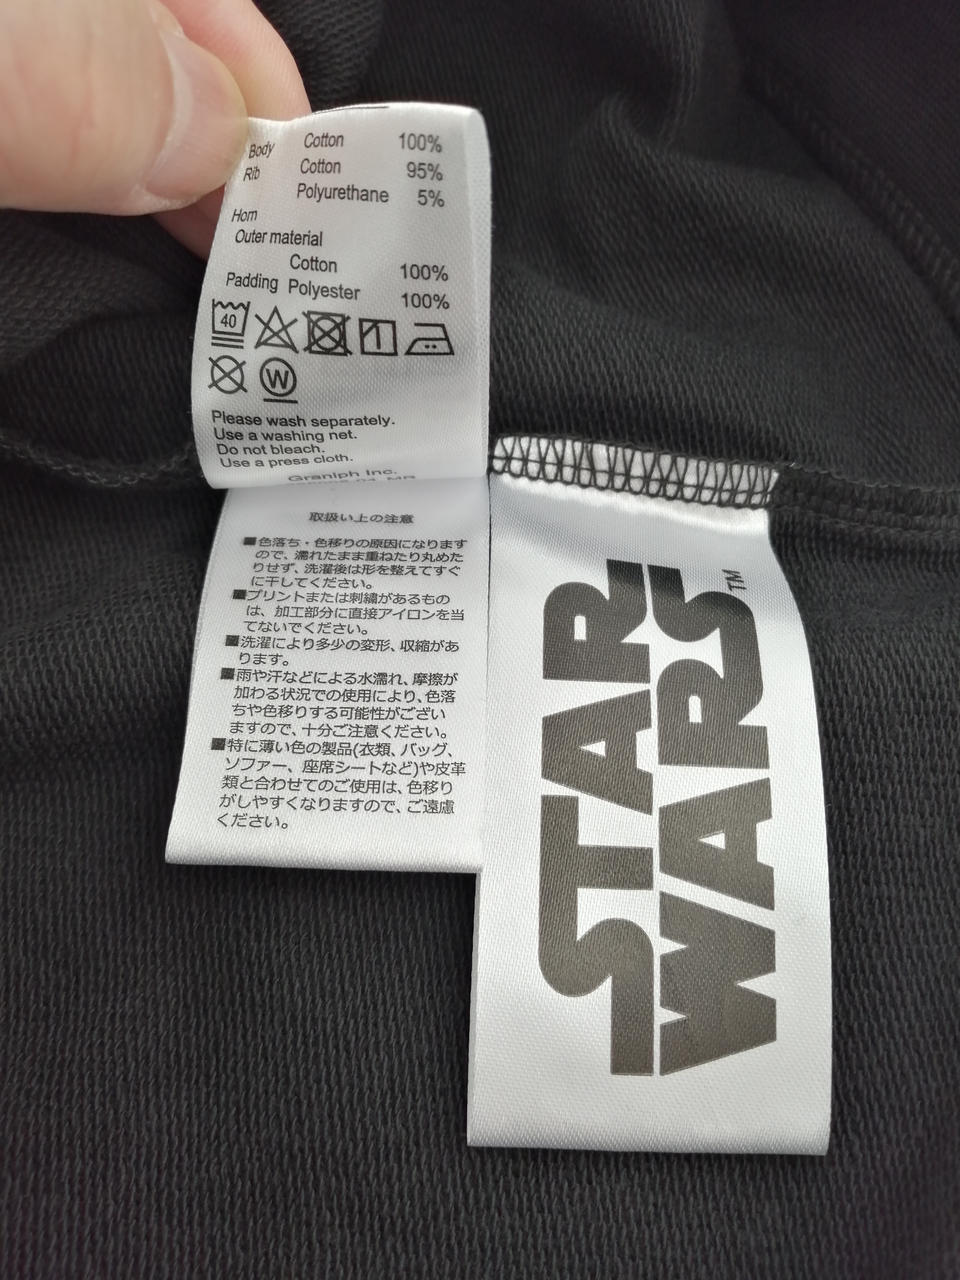 Body Cotton 100%
Rib Cotton 95%
Polyurethane 5%
Horn
Outer material
Cotton 100%
Padding Polyester 100%
40
W
Please wash separately.
Use a washing net.
Do not bleach.
Use a press cloth.
Graniph Inc.
取扱い上の注意
■色落ち・色移りの原因になります
ので、濡れたまま重ねたり丸めた
りせず、洗濯後は形を整えてすぐ
に干してください。
■プリントまたは刺繍があるもの
は、加工部分に直接アイロンを当
てないでください。
■洗濯により多少の変形、収縮があ
ります。
■雨や汗などによる水濡れ、摩擦が
加わる状況での使用により、色落
ちや色移りする可能性がござい
ますので、十分ご注意ください。
■特に薄い色の製品(衣類、バッグ、
ソファー、座席シートなど)や皮革
類と合わせてのご使用は、色移り
がしやすくなりますので、ご遠慮
ください。
STAR
WARS™